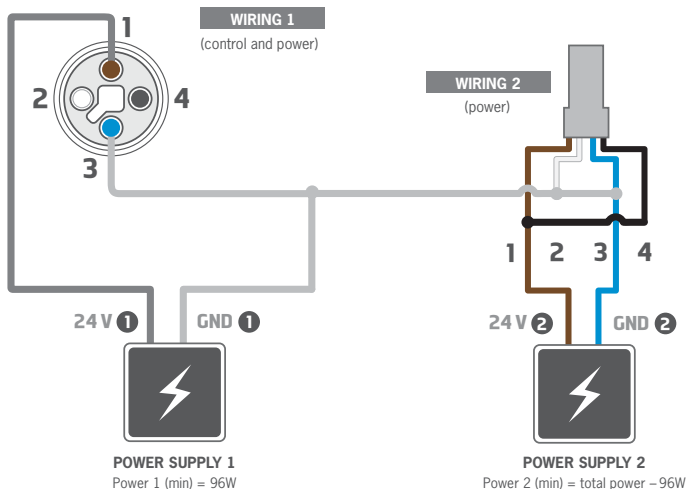 WIRING 1
(control and power)
1
2
4
3
WIRING 2
(power)
1 2 3 4
24 V 1 GND 1
24 V 2 GND 2
POWER SUPPLY 1
Power 1 (min) = 96W
POWER SUPPLY 2
Power 2 (min) = total power – 96W